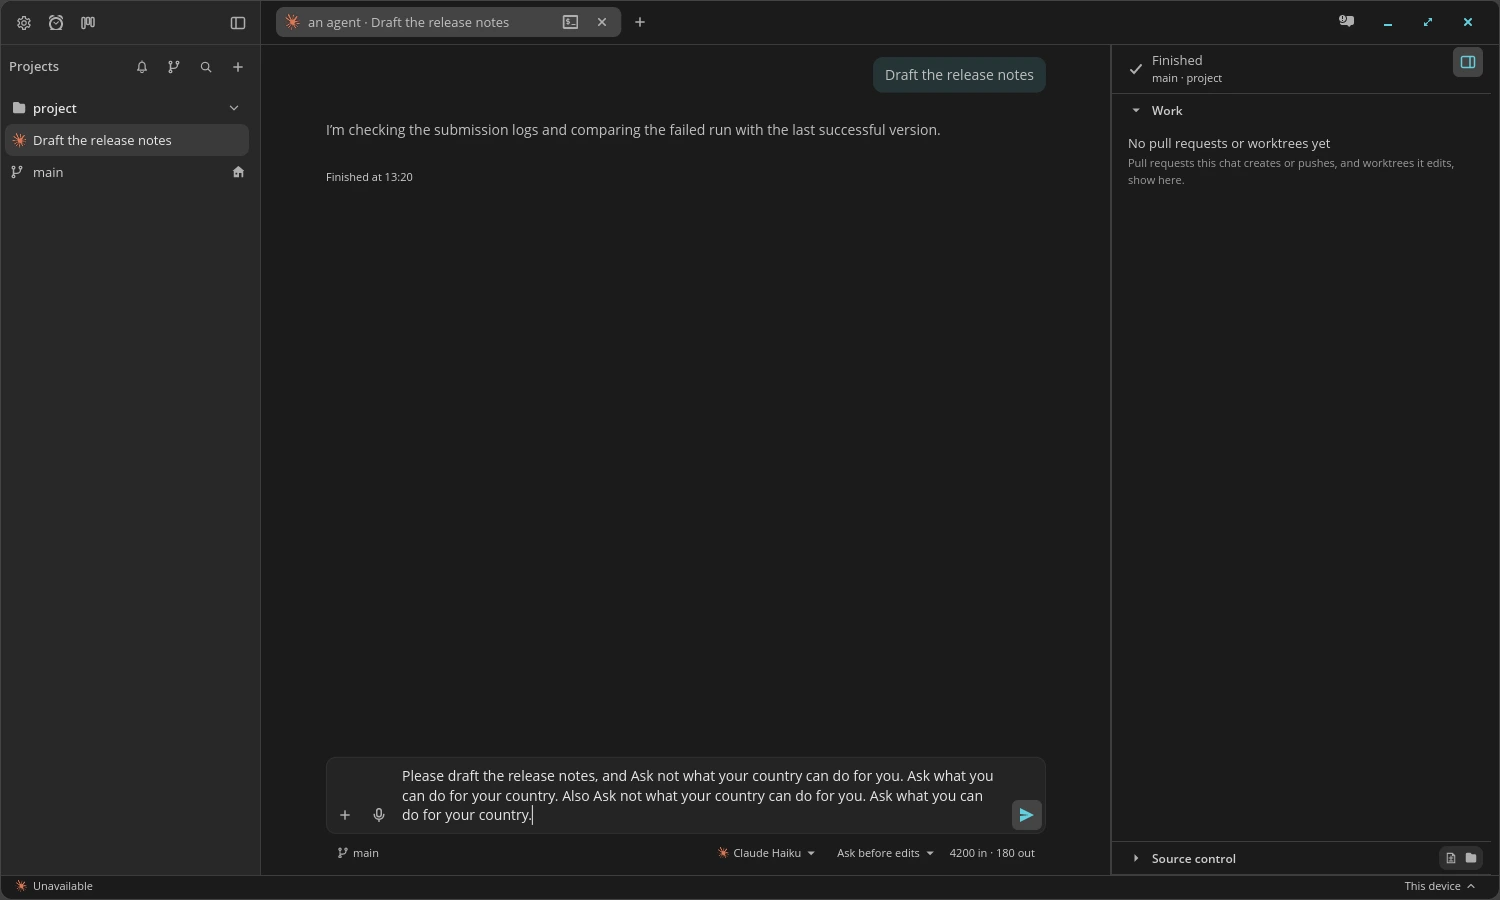 an agent · Draft the release notes
Projects
project
Draft the release notes
main
Draft the release notes
I'm checking the submission logs and comparing the failed run with the last successful version.
Finished at 13:20
Finished
main · project
Work
No pull requests or worktrees yet
Pull requests this chat creates or pushes, and worktrees it edits,
show here.
Please draft the release notes, and Ask not what your country can do for you. Ask what you
can do for your country. Also Ask not what your country can do for you. Ask what you can
do for your country.
main
Claude Haiku
Ask before edits
4200 in · 180 out
Source control
Unavailable
This device